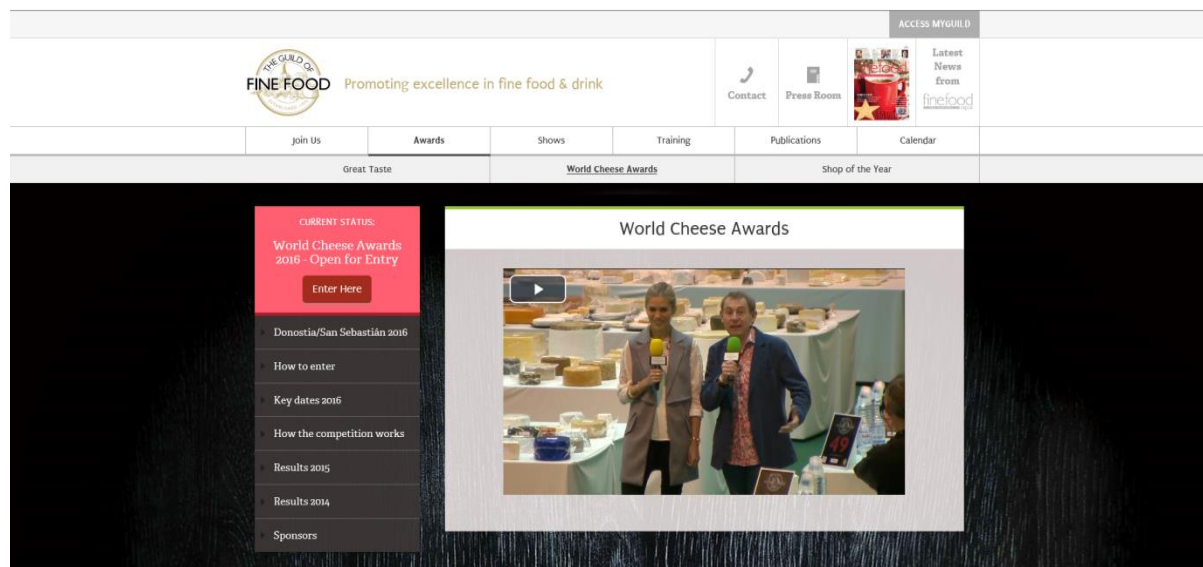 ACCESS MYGUILD
THE GUILD OF
FINE FOOD
Promoting excellence in fine food & drink
Contact
Press Room
finefood
Latest
News
from
finefood
Join Us
Awards
Shows
Training
Publications
Calendar
Great Taste
World Cheese Awards
Shop of the Year
CURRENT STATUS:
World Cheese Awards
2016 - Open for Entry
Enter Here
Donostia/San Sebastián 2016
How to enter
Key dates 2016
How the competition works
Results 2015
Results 2014
Sponsors
World Cheese Awards
49